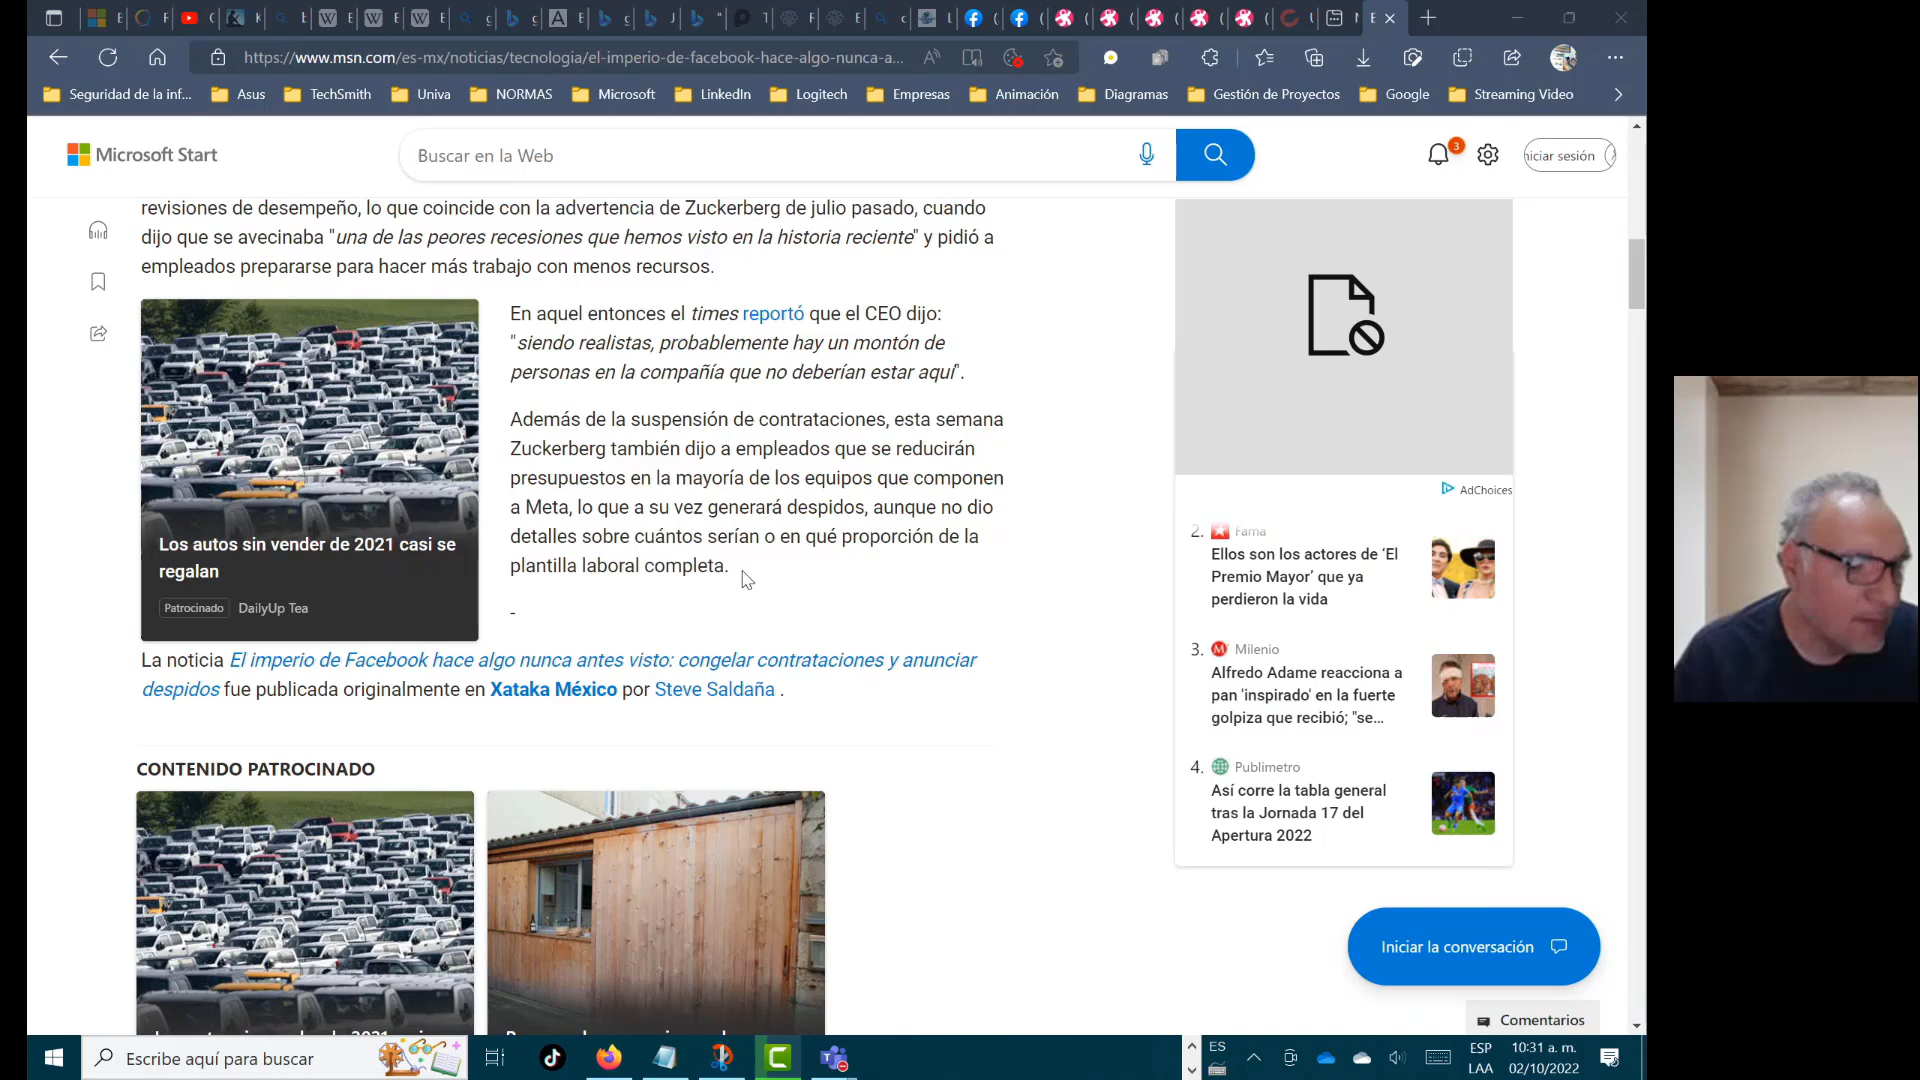 https://www.msn.com/es-mx/noticias/tecnologia/el-imperio-de-facebook-hace-algo-nunca-a...
Seguridad de la inf...
Asus
TechSmith
Univa
NORMAS
Microsoft
LinkedIn
Logitech
Empresas
Animación
Diagramas
Gestión de Proyectos
Google
Streaming Video
Microsoft Start
Buscar en la Web
3
niciar sesión
revisiones de desempeño, lo que coincide con la advertencia de Zuckerberg de julio pasado, cuando
dijo que se avecinaba "una de las peores recesiones que hemos visto en la historia reciente" y pidió a
empleados prepararse para hacer más trabajo con menos recursos.
En aquel entonces el times reportó que el CEO dijo:
"siendo realistas, probablemente hay un montón de
personas en la compañía que no deberían estar aquí".
Además de la suspensión de contrataciones, esta semana
Zuckerberg también dijo a empleados que se reducirán
presupuestos en la mayoría de los equipos que componen
a Meta, lo que a su vez generará despidos, aunque no dio
detalles sobre cuántos serían o en qué proporción de la
plantilla laboral completa.
-
Los autos sin vender de 2021 casi se
regalan
Patrocinado
DailyUp Tea
La noticia El imperio de Facebook hace algo nunca antes visto: congelar contrataciones y anunciar
despidos fue publicada originalmente en Xataka México por Steve Saldaña .
CONTENIDO PATROCINADO
AdChoices
2.
Fama
Ellos son los actores de ‘El
Premio Mayor’ que ya
perdieron la vida
3.
Milenio
Alfredo Adame reacciona a
pan 'inspirado' en la fuerte
golpiza que recibió; "se...
4.
Publimetro
Así corre la tabla general
tras la Jornada 17 del
Apertura 2022
Iniciar la conversación
Comentarios
Escribe aquí para buscar
ES
ESP
LAA
10:31 a. m.
02/10/2022